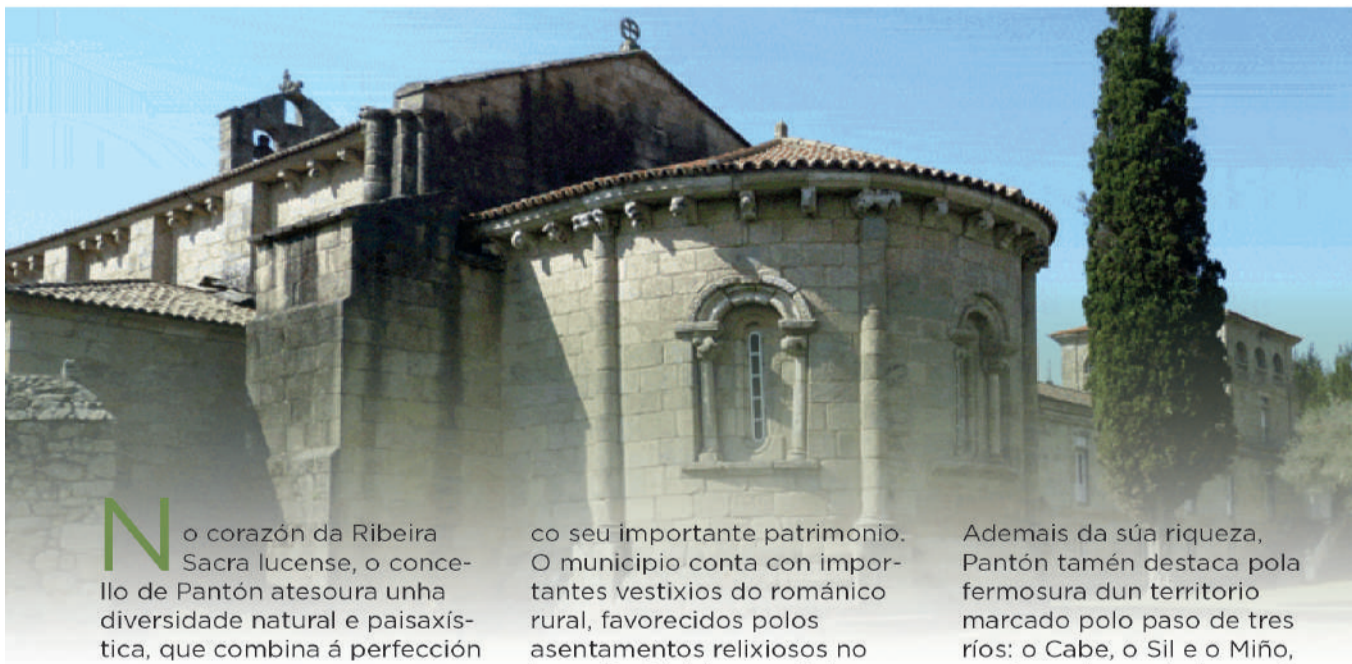 No corazón da Ribeira
Sacra lucense, o conce-
llo de Pantón atesoura unha
diversidade natural e paisaxís-
tica, que combina á perfección
co seu importante patrimonio.
O municipio conta con impor-
tantes vestixios do románico
rural, favorecidos polos
asentamentos relixiosos no
Ademais da súa riqueza,
Pantón tamén destaca pola
fermosura dun territorio
marcado polo paso de tres
ríos: o Cabe, o Sil e o Miño,